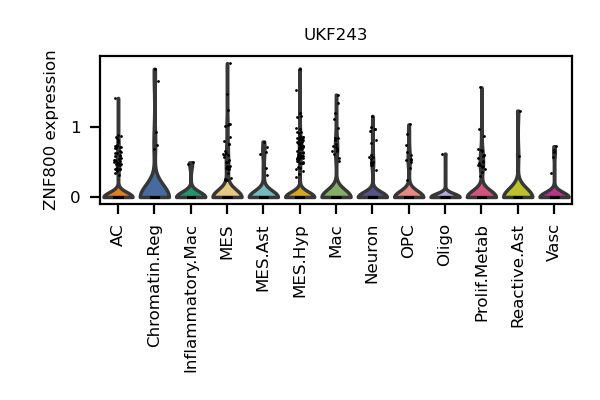 UKF243
ZNF800 expression
1
0
AC
Chromatin.Reg
Inflammatory.Mac
MES
MES.Ast
MES.Hyp
Mac
Neuron
OPC
Oligo
Prolif.Metab
Reactive.Ast
Vasc